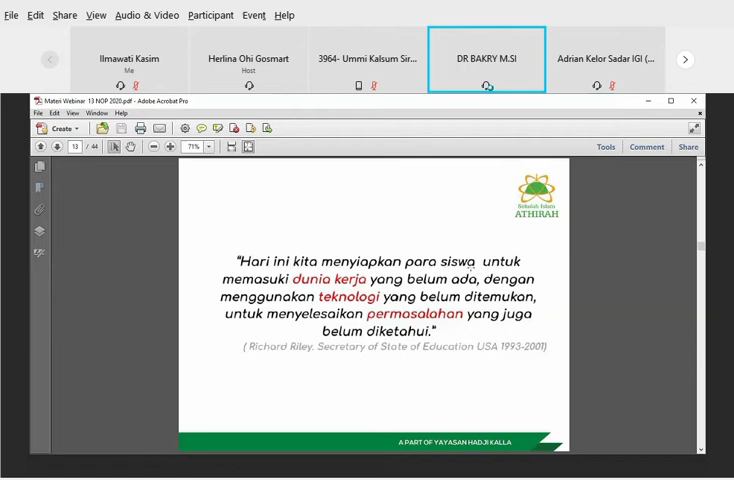 File Edit Share View Audio & Video Participant Event Help
Ilmawati Kasim Herlina Ohi Gosmart 3964- Ummi Kalsum Sir... DR BAKRY M.SI Adrian Kelor Sadar IGI (...
Me Host
Materi Webinar 13 NOP 2020.pdf - Adobe Acrobat Pro
File Edit View Window Help
Create
13 / 44 71% Tools Comment Share
Sekolah Islam
ATHIRAH
"Hari ini kita menyiapkan para siswa untuk
memasuki dunia kerja yang belum ada, dengan
menggunakan teknologi yang belum ditemukan,
untuk menyelesaikan permasalahan yang juga
belum diketahui."
( Richard Riley, Secretary of State of Education USA 1993-2001)
A PART OF YAYASAN HADJI KALLA